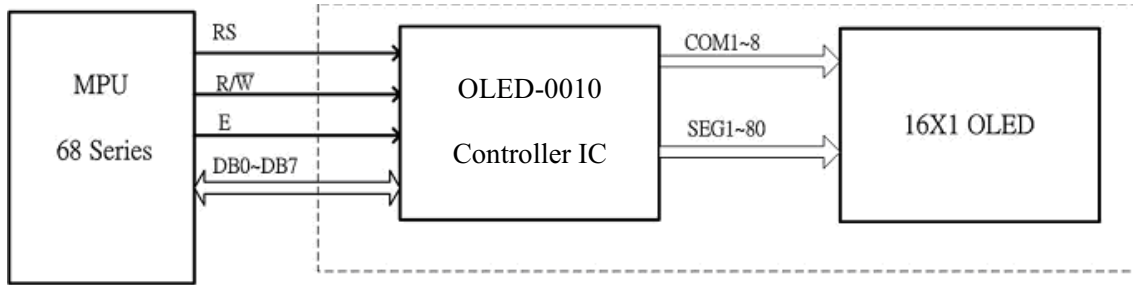 MPU
68 Series
RS
R/W̅
E
DB0~DB7
OLED-0010
Controller IC
COM1~8
SEG1~80
16X1 OLED